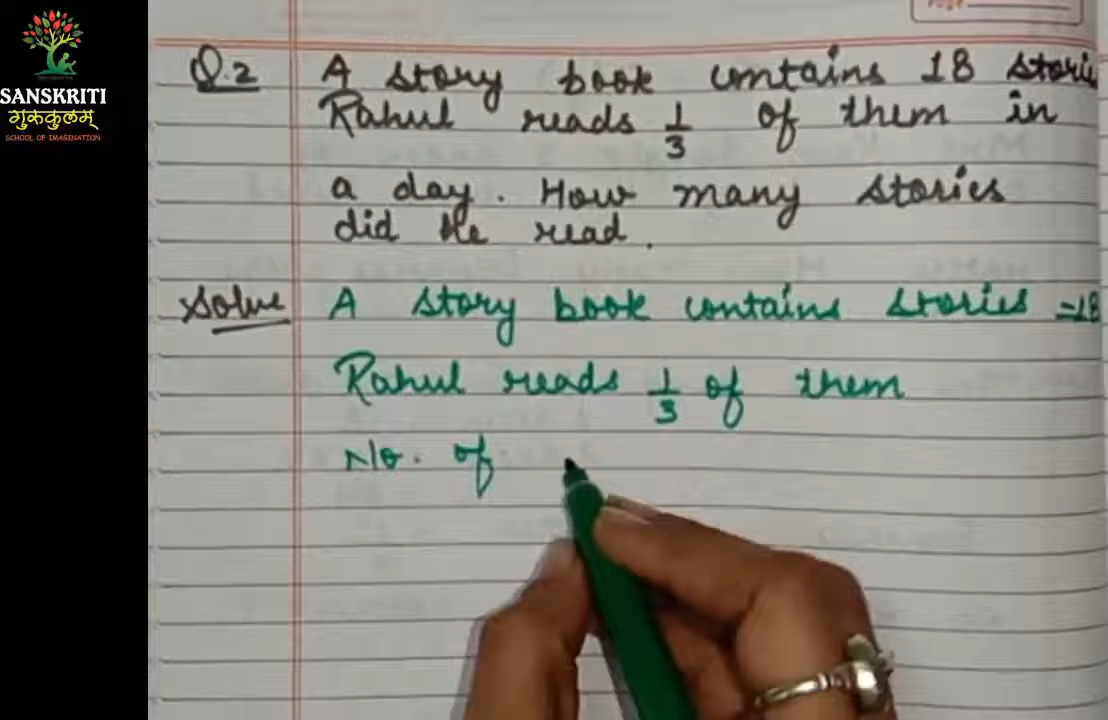 SANSKRITI
गुरुकुलम्
SCHOOL OF IMAGINATION
Q.2 A story book contains 18 storie
Rahul reads 1/3 of them in
a day. How many stories
did he read.
Solve A story book contains stories =18
Rahul reads 1/3 of them
No. of